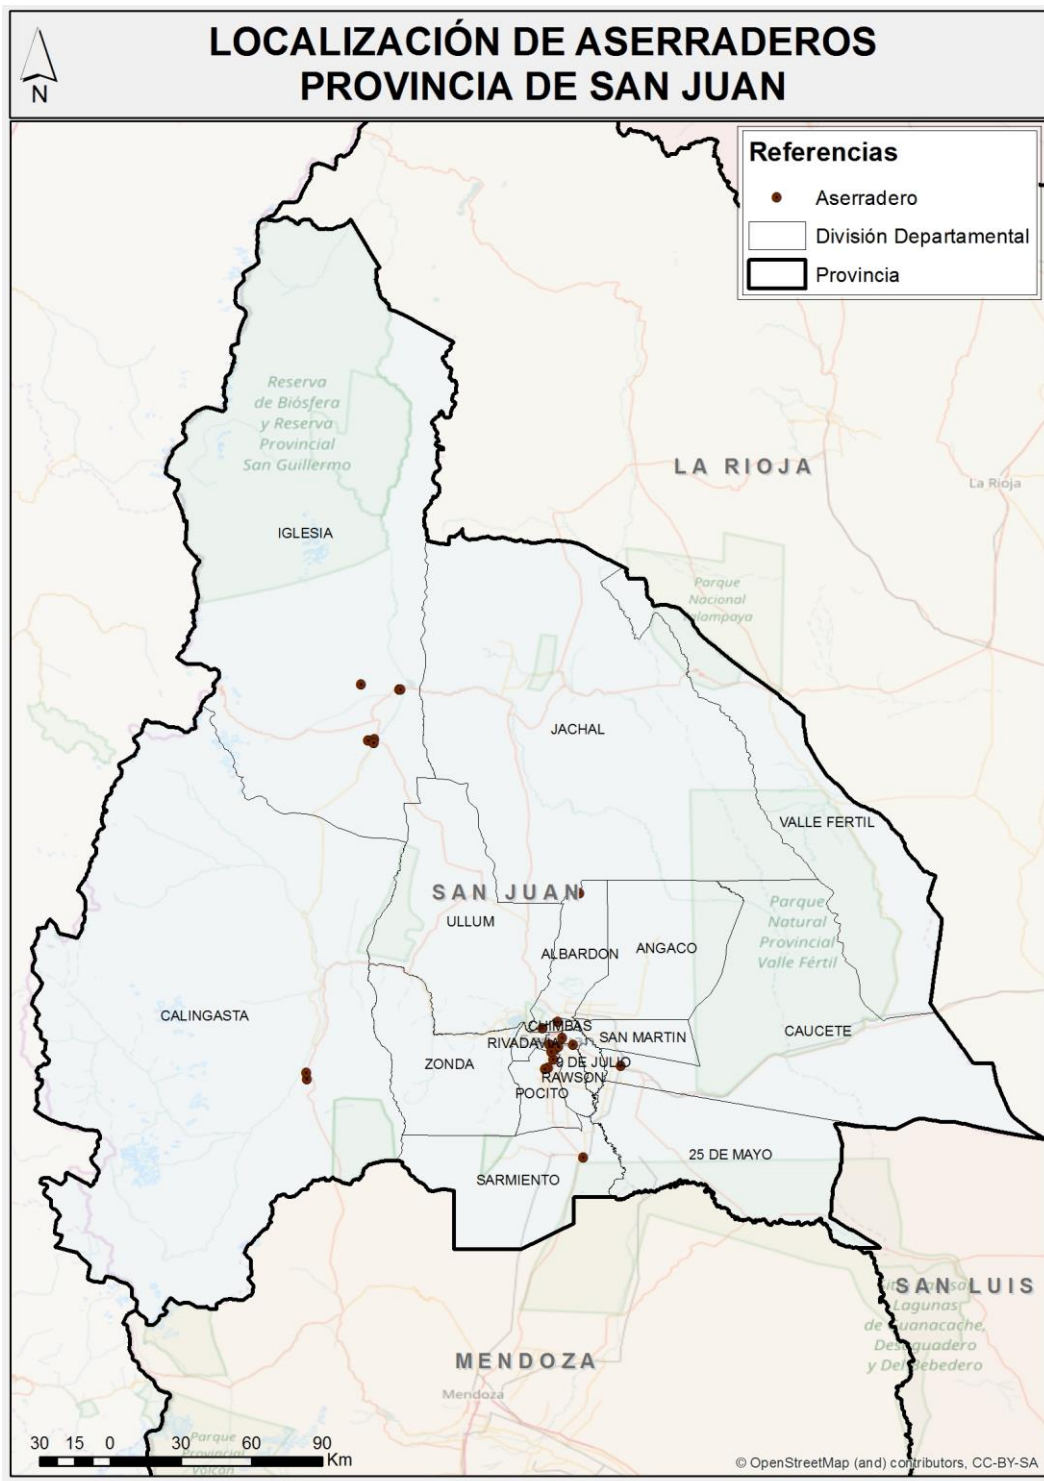 LOCALIZACIÓN DE ASERRADEROS
PROVINCIA DE SAN JUAN
N
Referencias
Aserradero
División Departamental
Provincia
Reserva
de Biósfera
y Reserva
Provincial
San Guillermo
LA RIOJA
La Rioja
IGLESIA
Parque
Nacional
Talampaya
JACHAL
VALLE FERTIL
SAN JUAN
ULLUM
Parque
Natural
Provincial
Valle Fértil
ALBARDON
ANGACO
CALINGASTA
CHIMBAS
CAUCETE
RIVADAVIA
SAN MARTIN
ZONDA
9 DE JULIO
RAWSON
POCITO
25 DE MAYO
SARMIENTO
SAN LUIS
Lagunas
de Guanacache,
Desaguadero
y Del Bebedero
MENDOZA
Mendoza
Parque
Provincial
Volcán
30 15 0 30 60 90
Km
© OpenStreetMap (and) contributors, CC-BY-SA